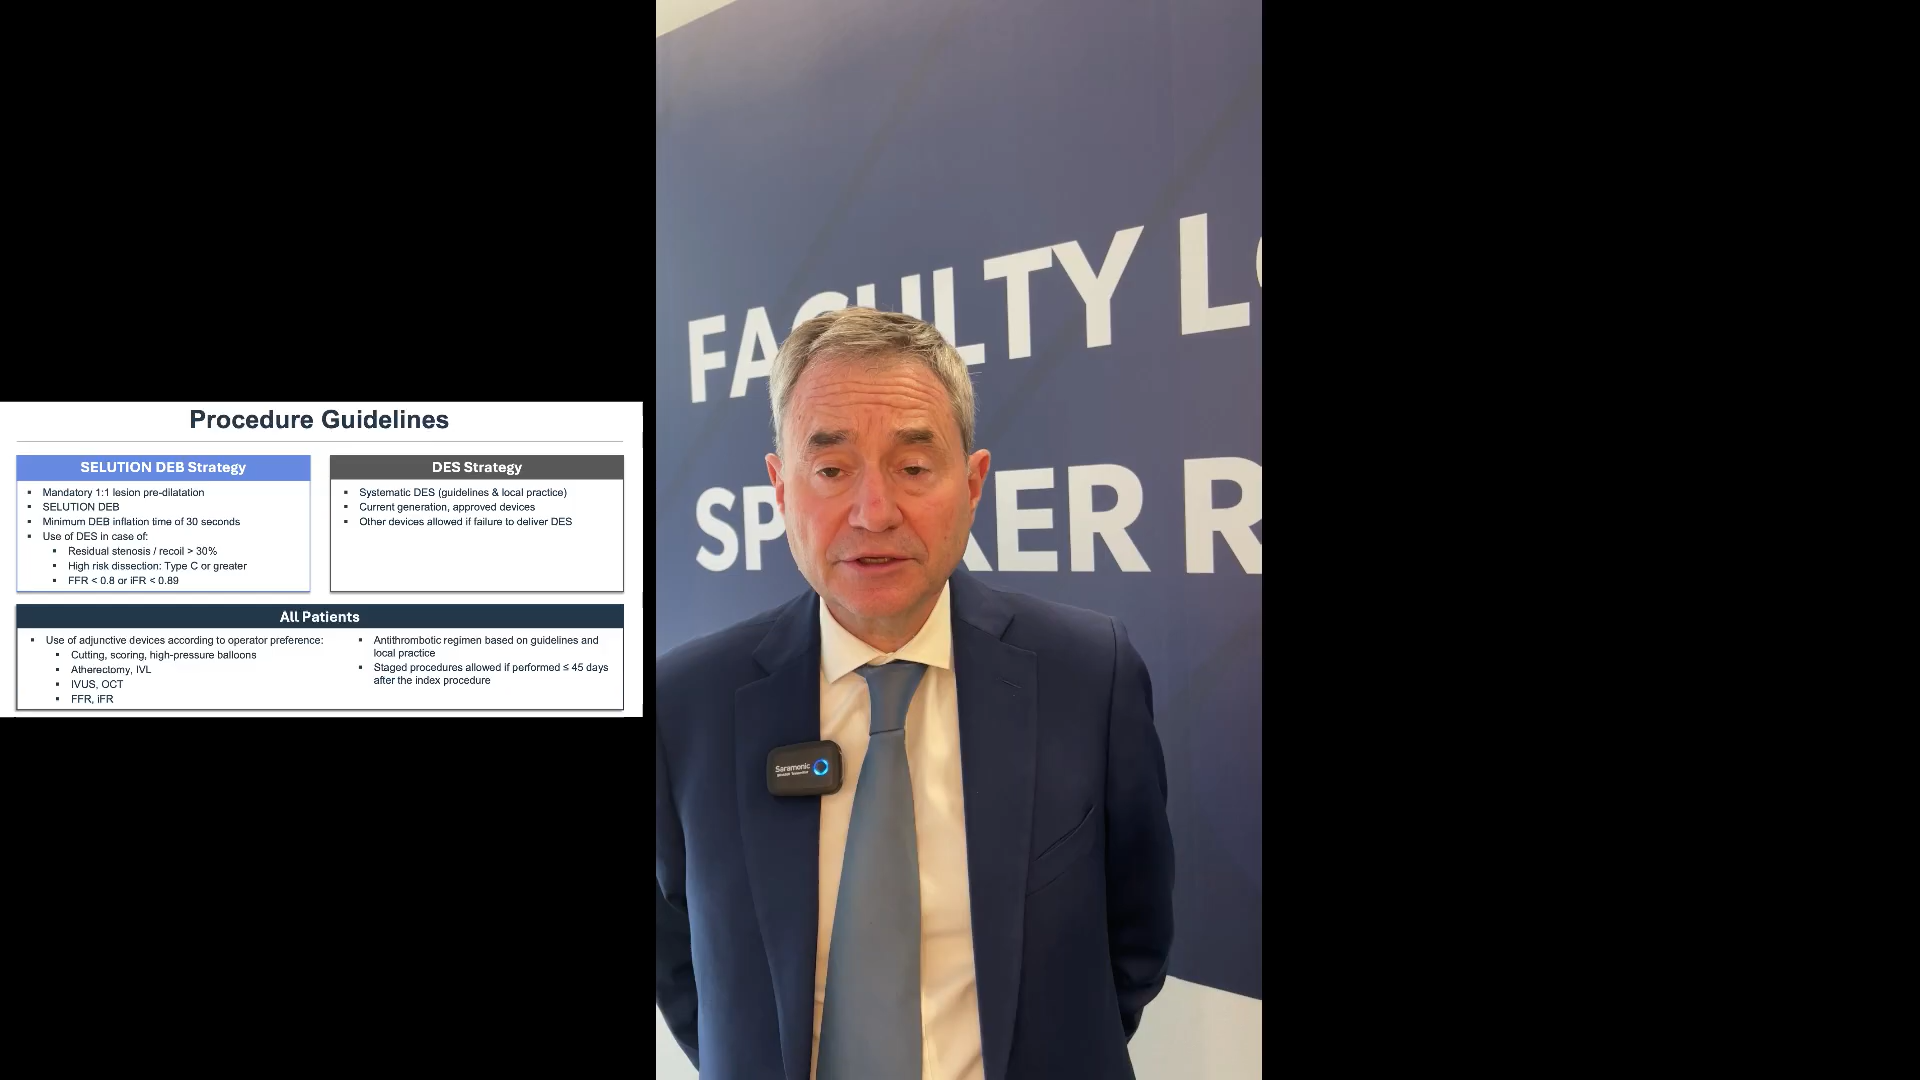 Procedure Guidelines
SELUTION DEB Strategy
Mandatory 1:1 lesion pre-dilatation
SELUTION DEB
Minimum DEB inflation time of 30 seconds
Use of DES in case of:
Residual stenosis / recoil > 30%
High risk dissection: Type C or greater
FFR < 0.8 or iFR < 0.89
DES Strategy
Systematic DES (guidelines & local practice)
Current generation, approved devices
Other devices allowed if failure to deliver DES
All Patients
Use of adjunctive devices according to operator preference:
Cutting, scoring, high-pressure balloons
Atherectomy, IVL
IVUS, OCT
FFR, iFR
Antithrombotic regimen based on guidelines and
local practice
Staged procedures allowed if performed ≤ 45 days
after the index procedure
FACULTY L
SP KER R
Saramonic